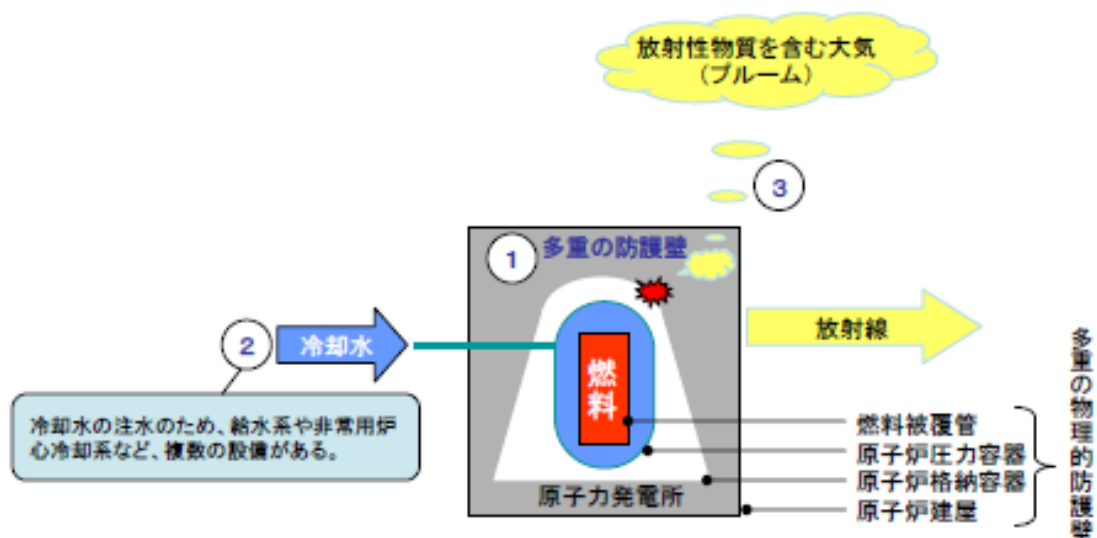 放射性物質を含む大気
(プルーム)
③
① 多重の防護壁
② 冷却水
放射線
燃
料
冷却水の注水のため、給水系や非常用炉
心冷却系など、複数の設備がある。
燃料被覆管
原子炉圧力容器
原子炉格納容器
原子炉建屋
原子力発電所
多重の物理的防護壁